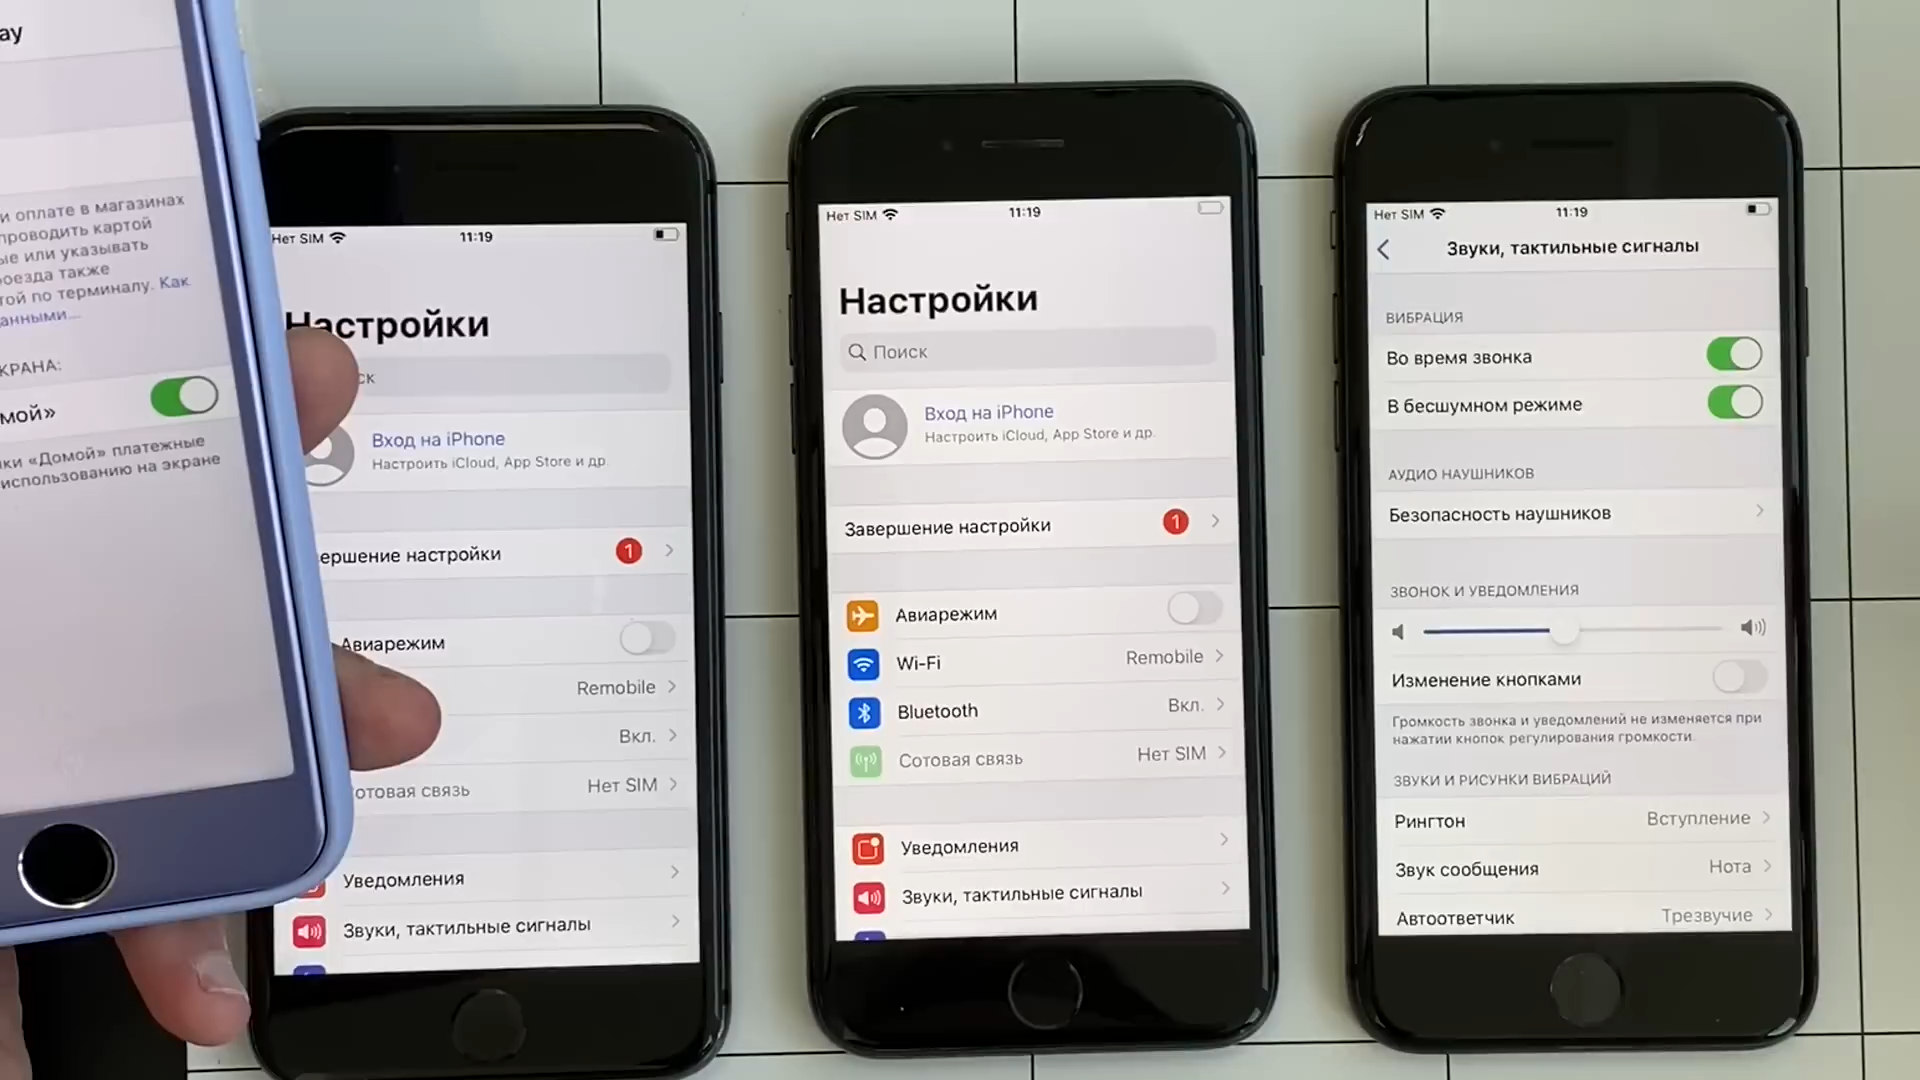 ay
и оплате в магазинах
проводить картой
ые или указывать
роезда также
той по терминалу. Как
анными...
КРАНА:
мой»
ки «Домой» платежные
использованию на экране
Нет SIM
11:19
Настройки
ск
Вход на iPhone
Настроить iCloud, App Store и др.
ершение настройки
1
Авиарежим
Remobile
Вкл.
отовая связь
Нет SIM
Уведомления
Звуки, тактильные сигналы
Нет SIM
11:19
Настройки
Поиск
Вход на iPhone
Настроить iCloud, App Store и др.
Завершение настройки
1
Авиарежим
Wi-Fi
Remobile
Bluetooth
Вкл.
Сотовая связь
Нет SIM
Уведомления
Звуки, тактильные сигналы
Нет SIM
11:19
Звуки, тактильные сигналы
ВИБРАЦИЯ
Во время звонка
В бесшумном режиме
АУДИО НАУШНИКОВ
Безопасность наушников
ЗВОНОК И УВЕДОМЛЕНИЯ
Изменение кнопками
Громкость звонка и уведомлений не изменяется при
нажатии кнопок регулирования громкости.
ЗВУКИ И РИСУНКИ ВИБРАЦИЙ
Рингтон
Вступление
Звук сообщения
Нота
Автоответчик
Трезвучие